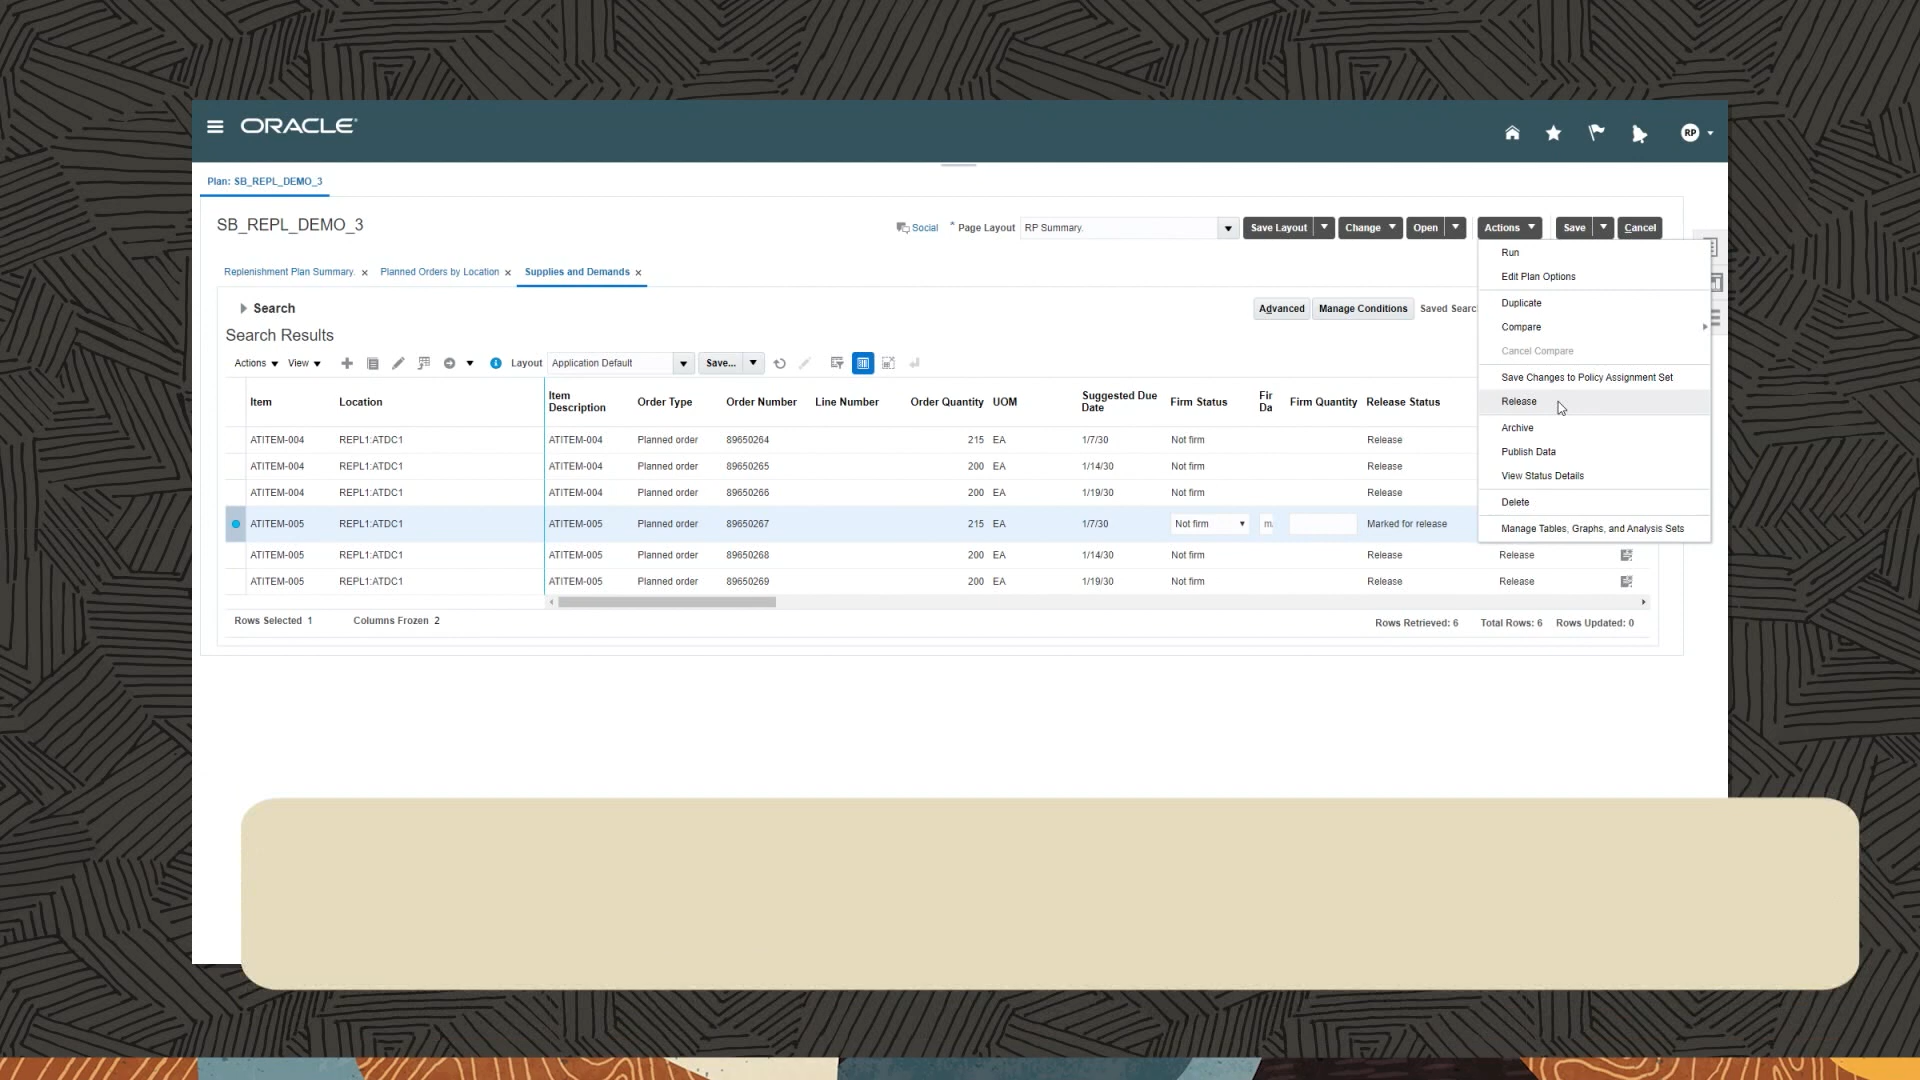 ORACLE
RP
Plan: SB_REPL_DEMO_3
SB_REPL_DEMO_3
Social * Page Layout RP Summary. Save Layout Change Open Actions Save Cancel
Run
Edit Plan Options
Duplicate
Compare
Cancel Compare
Save Changes to Policy Assignment Set
Release
Archive
Publish Data
View Status Details
Delete
Manage Tables, Graphs, and Analysis Sets
Replenishment Plan Summary. Planned Orders by Location Supplies and Demands
Search Advanced Manage Conditions Saved Searc
Search Results
Actions View Layout Application Default Save...
Item Location Item Description Order Type Order Number Line Number Order Quantity UOM Suggested Due Date Firm Status Fir Da Firm Quantity Release Status
ATITEM-004 REPL1:ATDC1 ATITEM-004 Planned order 89650264 215 EA 1/7/30 Not firm Release
ATITEM-004 REPL1:ATDC1 ATITEM-004 Planned order 89650265 200 EA 1/14/30 Not firm Release
ATITEM-004 REPL1:ATDC1 ATITEM-004 Planned order 89650266 200 EA 1/19/30 Not firm Release
ATITEM-005 REPL1:ATDC1 ATITEM-005 Planned order 89650267 215 EA 1/7/30 Not firm m. Marked for release
ATITEM-005 REPL1:ATDC1 ATITEM-005 Planned order 89650268 200 EA 1/14/30 Not firm Release Release
ATITEM-005 REPL1:ATDC1 ATITEM-005 Planned order 89650269 200 EA 1/19/30 Not firm Release Release
Rows Selected 1 Columns Frozen 2 Rows Retrieved: 6 Total Rows: 6 Rows Updated: 0